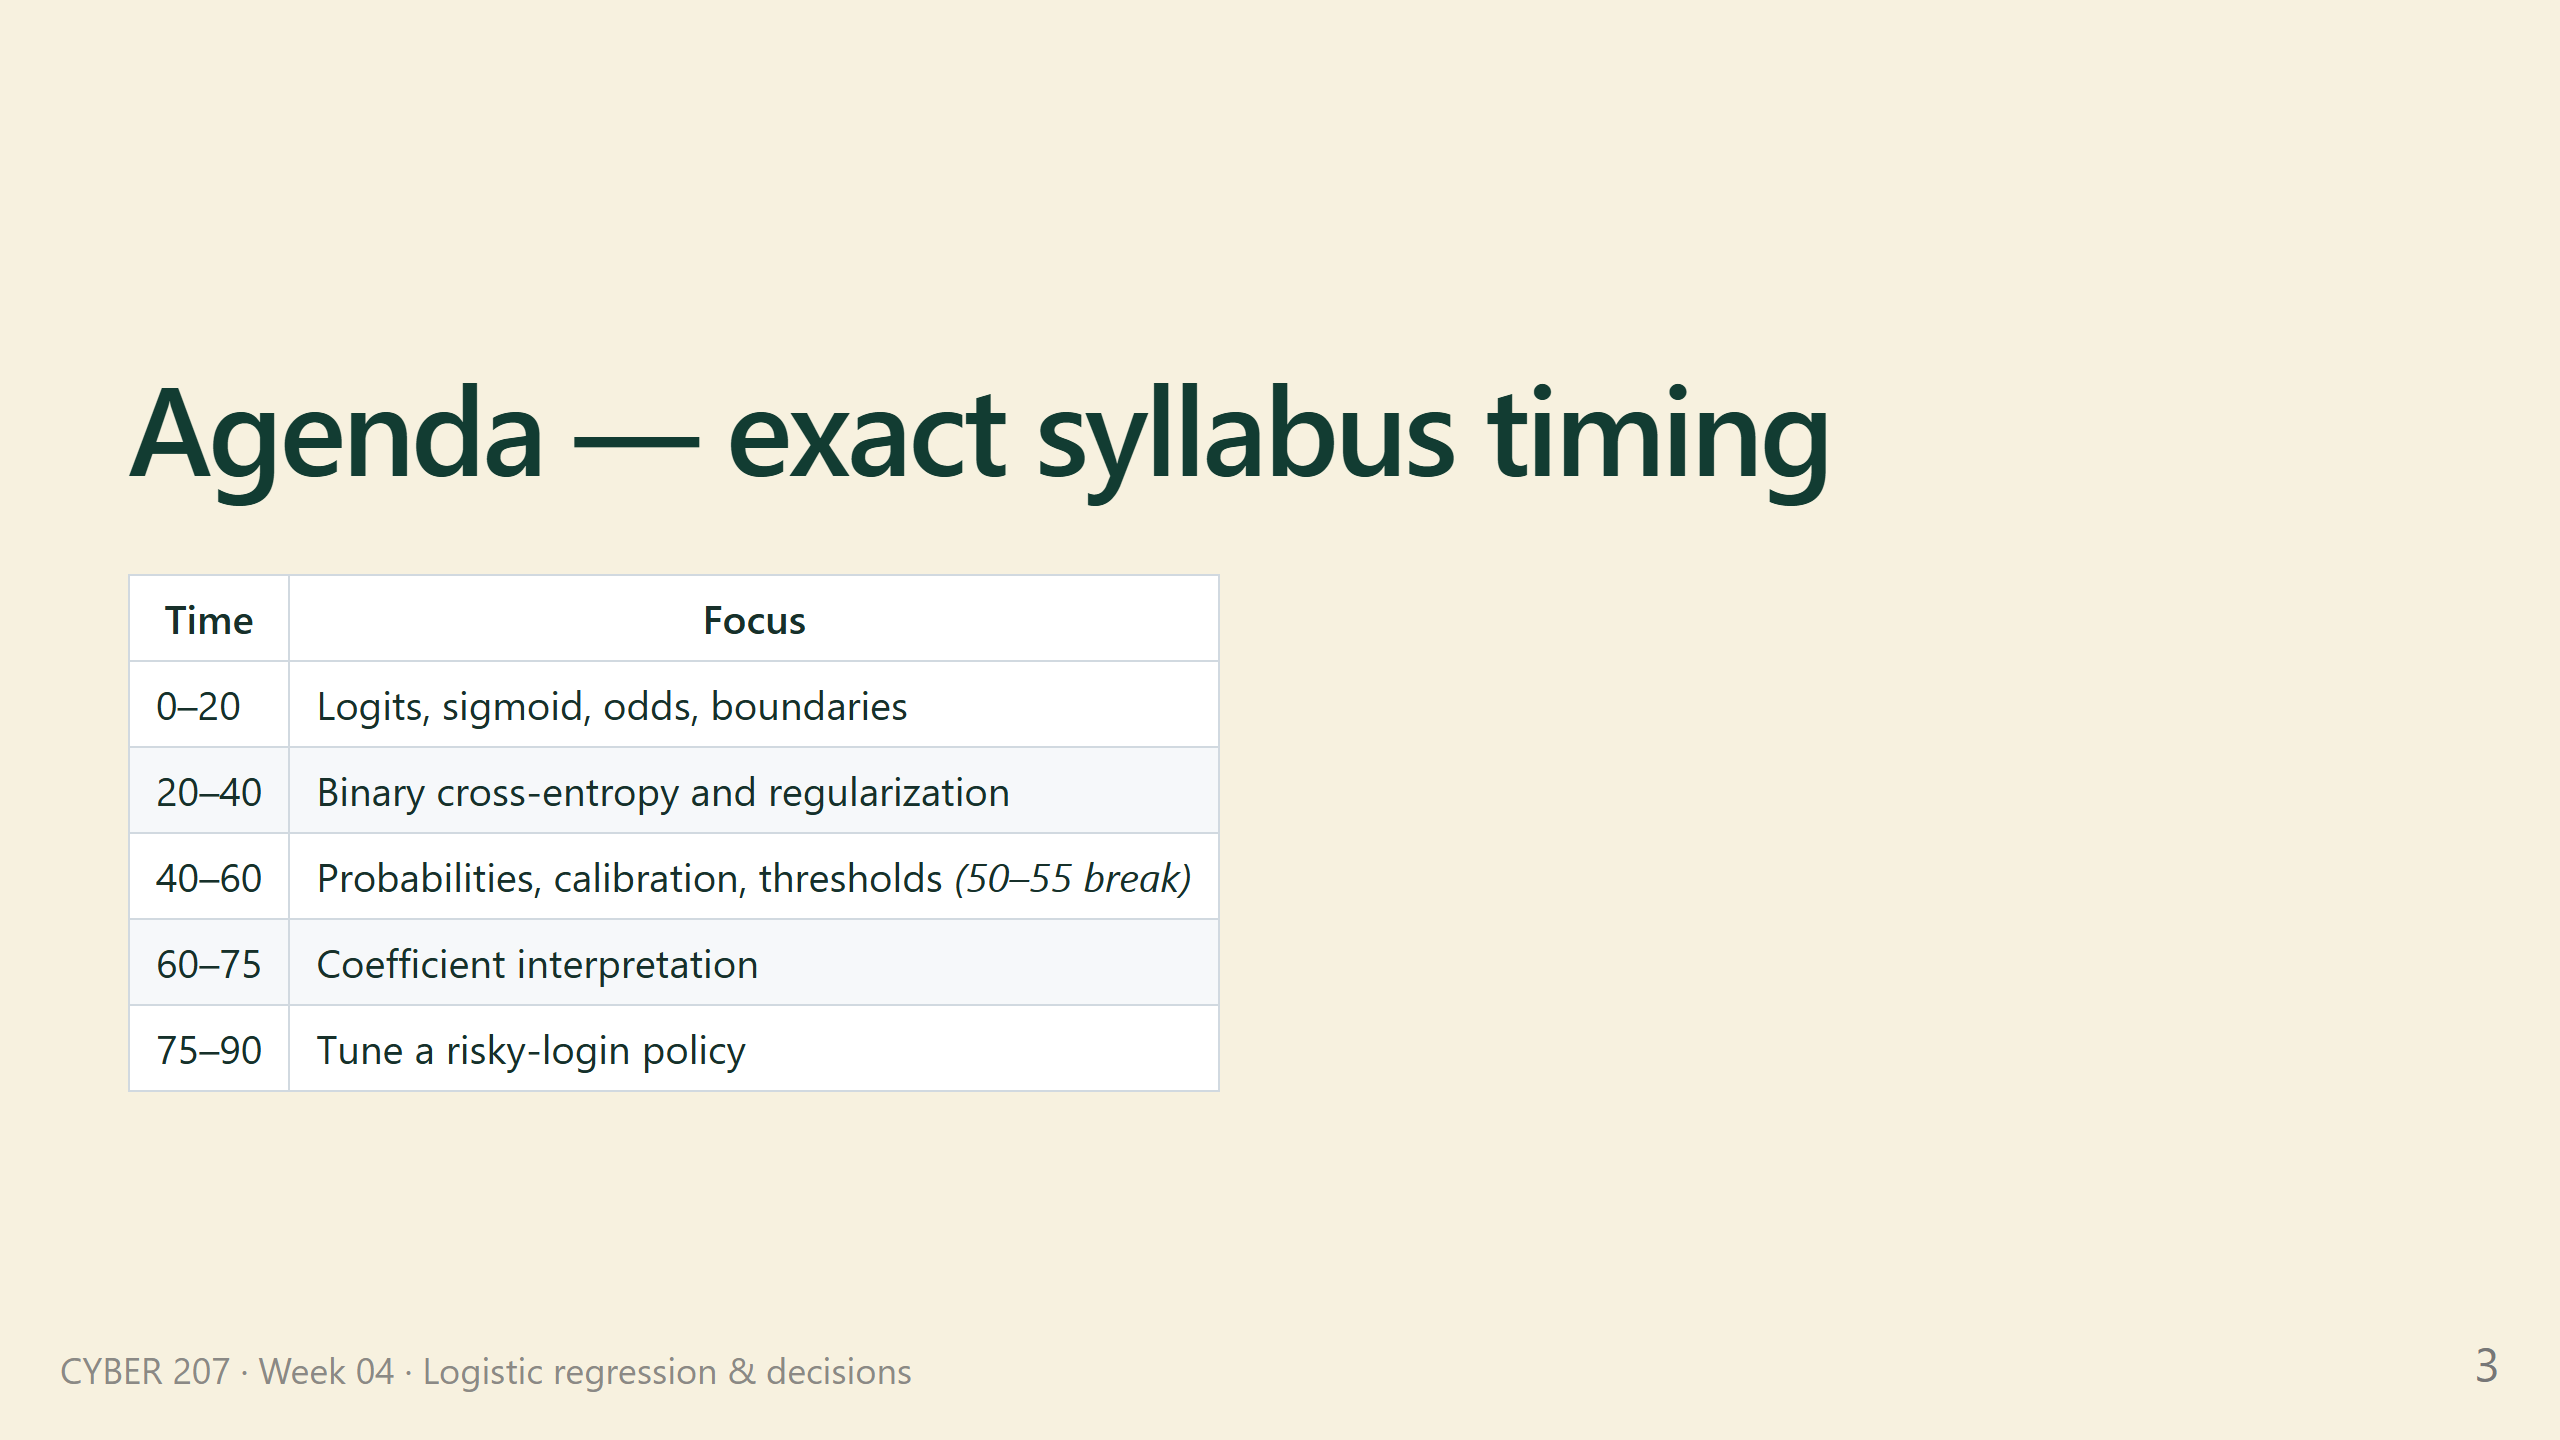 Agenda — exact syllabus timing
Time Focus
0–20 Logits, sigmoid, odds, boundaries
20–40 Binary cross-entropy and regularization
40–60 Probabilities, calibration, thresholds (50–55 break)
60–75 Coefficient interpretation
75–90 Tune a risky-login policy
CYBER 207 · Week 04 · Logistic regression & decisions
3